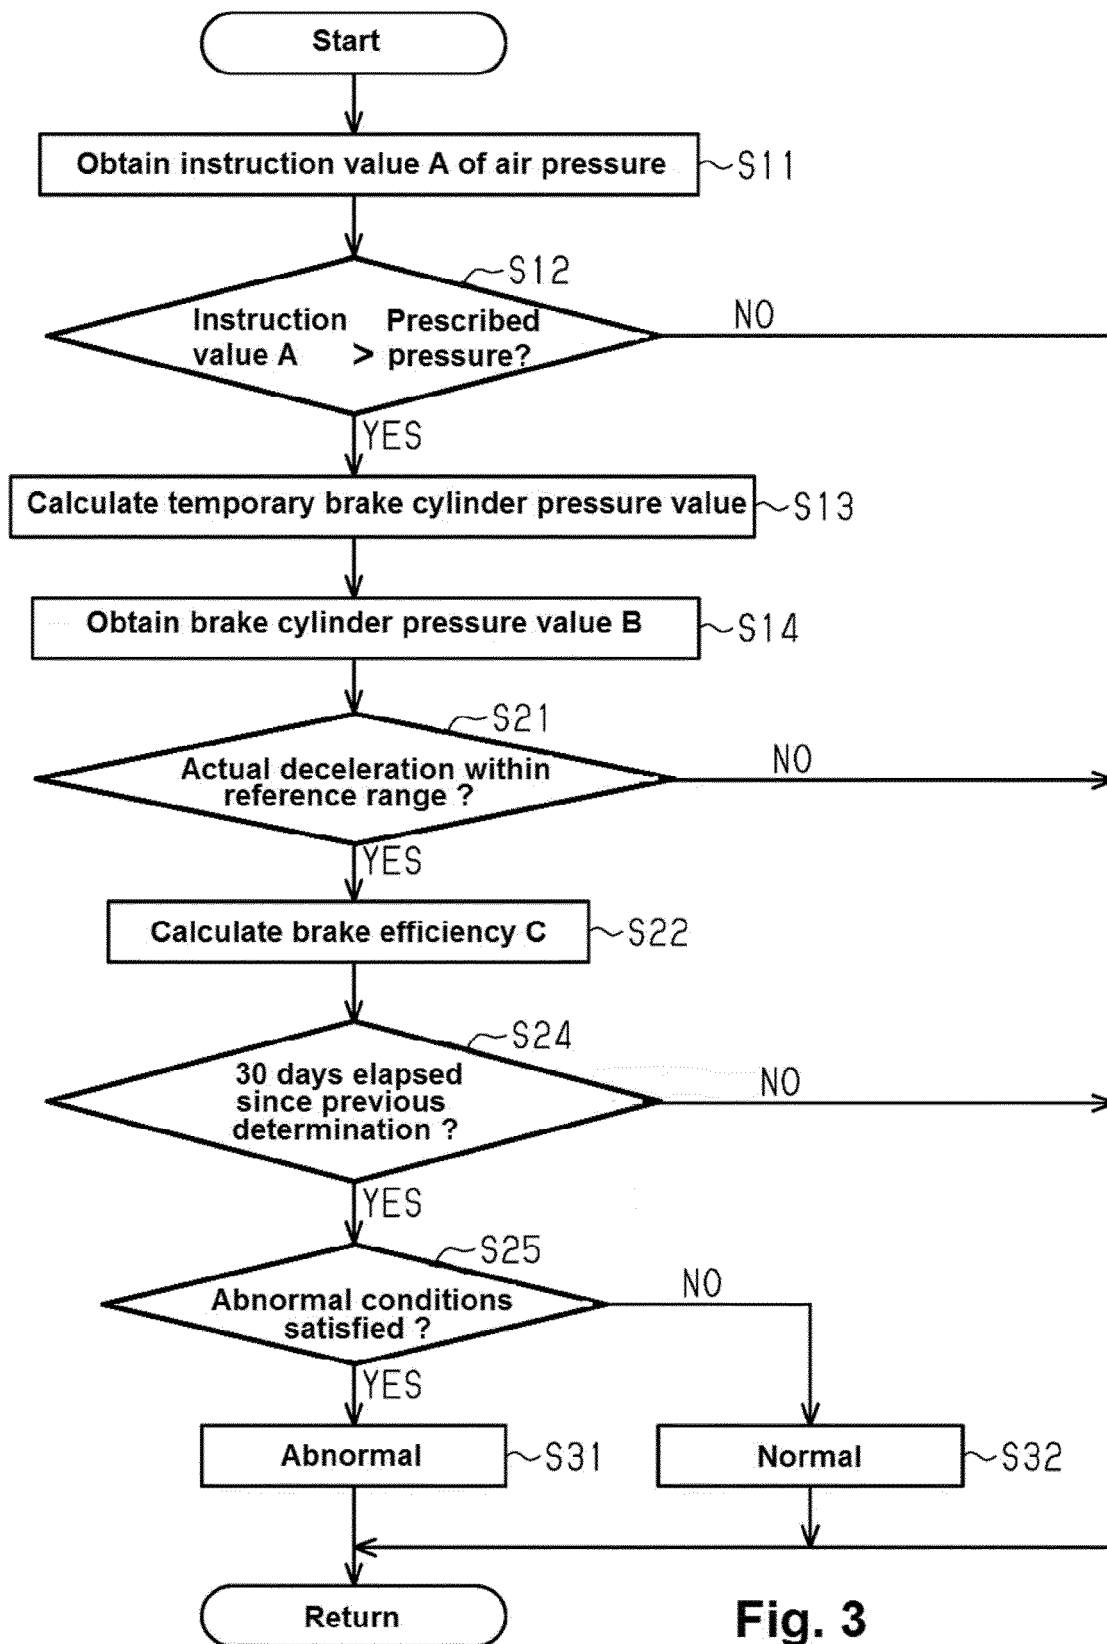 Start
Obtain instruction value A of air pressure
S11
S12
Instruction Prescribed
value A > pressure?
NO
YES
Calculate temporary brake cylinder pressure value
S13
Obtain brake cylinder pressure value B
S14
S21
Actual deceleration within
reference range ?
NO
YES
Calculate brake efficiency C
S22
S24
30 days elapsed
since previous
determination ?
NO
YES
S25
Abnormal conditions
satisfied ?
NO
YES
Abnormal
S31
Normal
S32
Return
Fig. 3